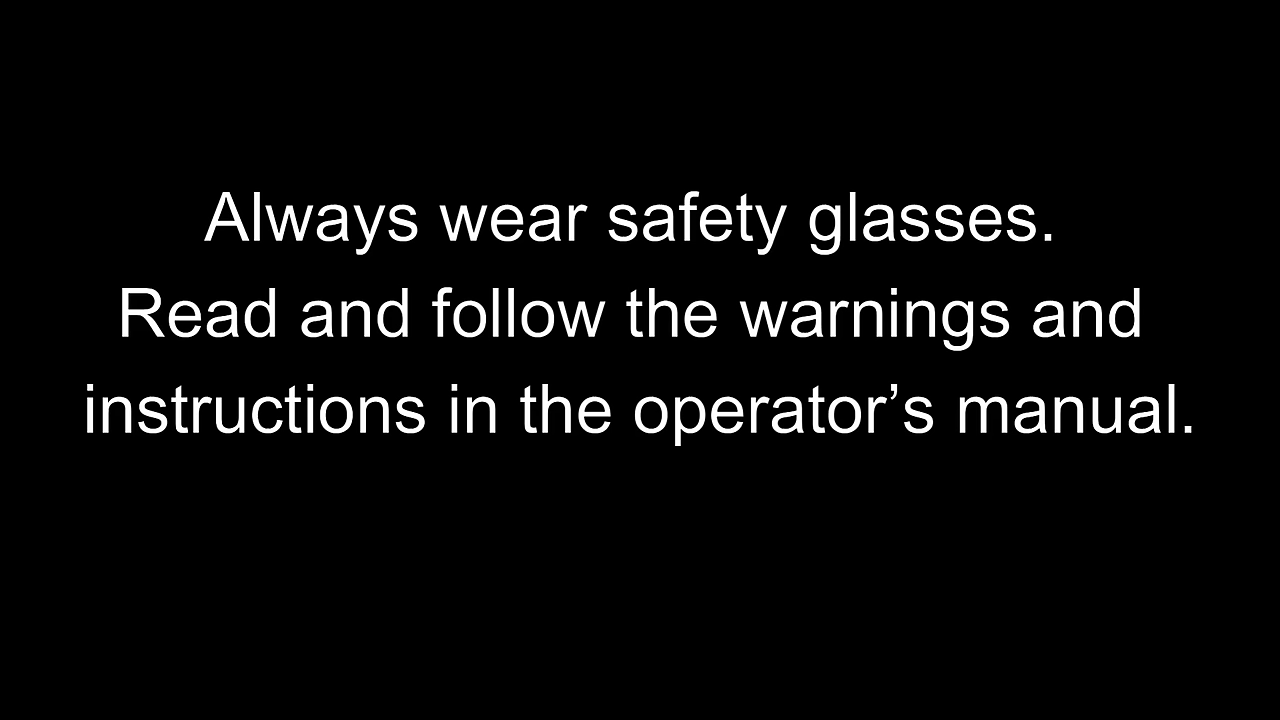 Always wear safety glasses.
Read and follow the warnings and
instructions in the operator’s manual.